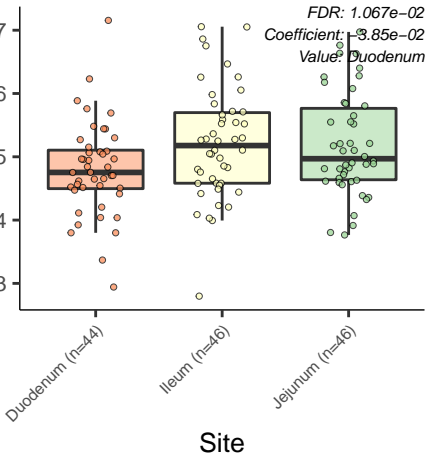 FDR: 1.067e−02
Coefficient: −3.85e−02
Value: Duodenum
7
6
5
4
3
Duodenum (n=44)
Ileum (n=46)
Jejunum (n=46)
Site